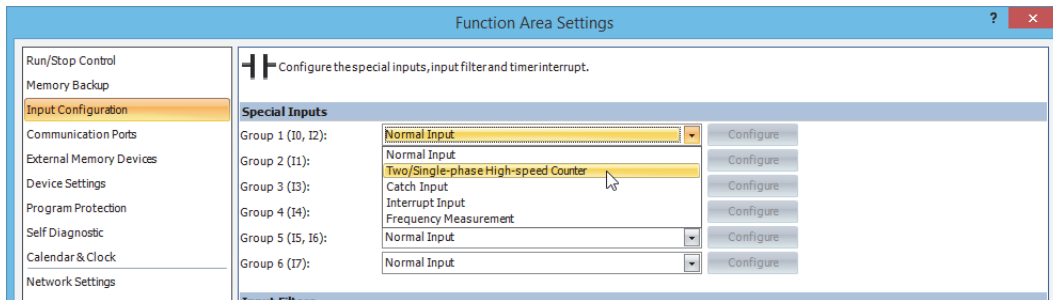 Function Area Settings
? ×
Run/Stop Control
Memory Backup
Input Configuration
Communication Ports
External Memory Devices
Device Settings
Program Protection
Self Diagnostic
Calendar & Clock
Network Settings
Configure the special inputs, input filter and timer interrupt.
Special Inputs
Group 1 (I0, I2): Normal Input Configure
Normal Input
Two/Single-phase High-speed Counter
Catch Input
Interrupt Input
Frequency Measurement
Group 2 (I1): Configure
Group 3 (I3): Configure
Group 4 (I4): Configure
Group 5 (I5, I6): Normal Input Configure
Group 6 (I7): Normal Input Configure
Input Filters